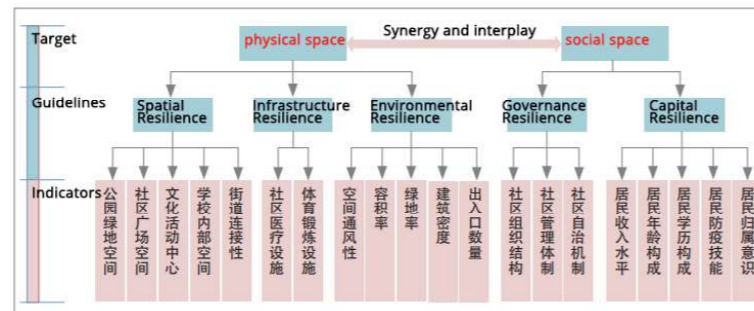 Target
physical space
Synergy and interplay
social space
Guidelines
Spatial
Resilience
Infrastructure
Resilience
Environmental
Resilience
Governance
Resilience
Capital
Resilience
Indicators
公园绿地空间
社区广场空间
文化活动中心
学校内部空间
街道连接性
社区医疗设施
体育锻炼设施
空间通风性
容积率
绿地率
建筑密度
出入口数量
社区组织结构
社区管理体制
社区自治机制
居民收入水平
居民年龄构成
居民学历构成
居民防疫技能
居民归属意识